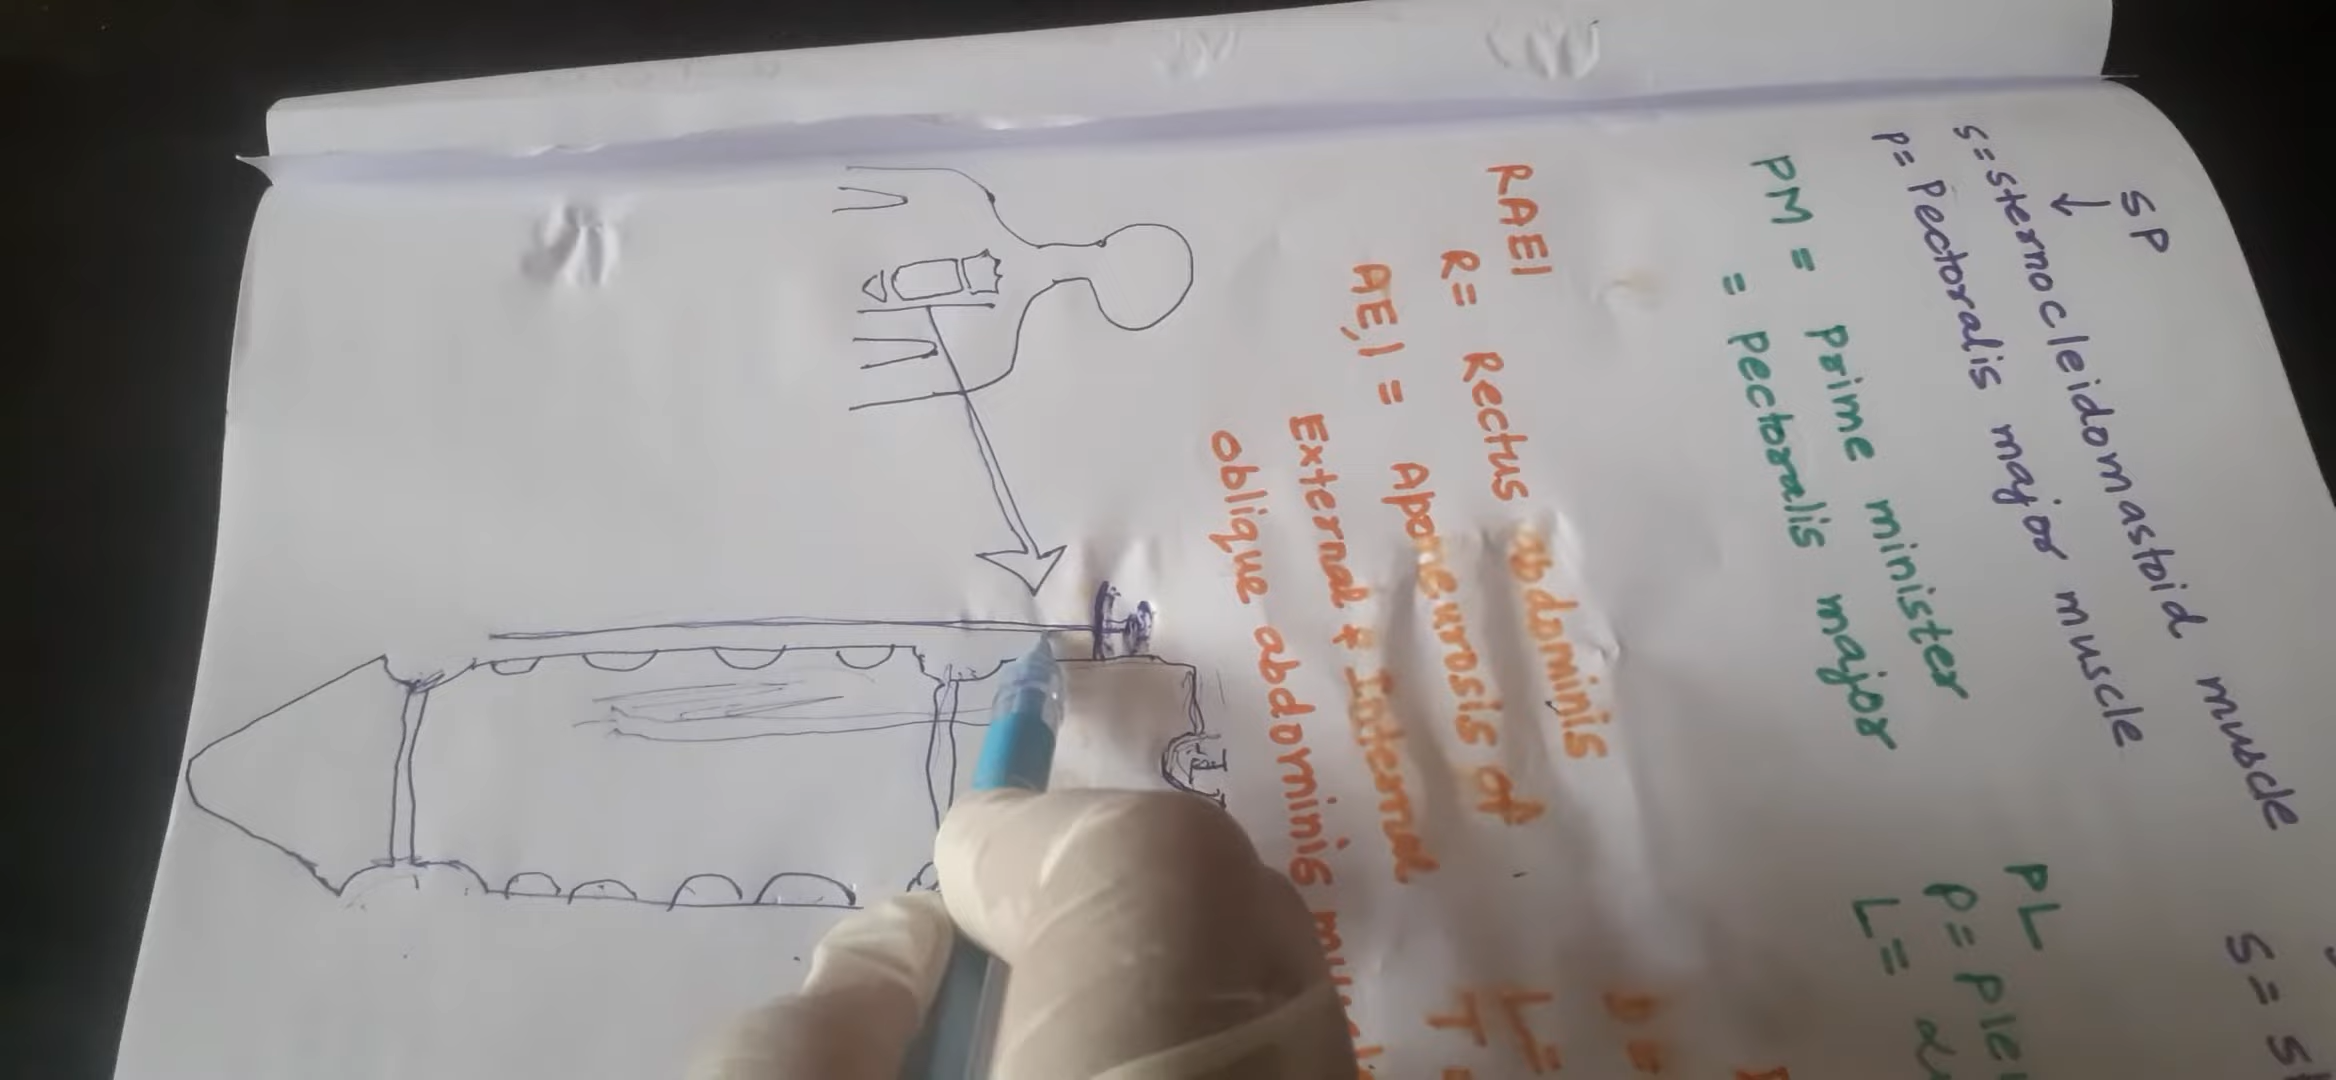 SP
↓
S=sternocleidomastoid muscle
P= Pectoralis major muscle
PM = prime minister
= pectoralis major
RAEI
R= Rectus abdominis
AE,I = Aponeurosis of
External & Internal
oblique abdominis
PL
P=
L=
S=
L=
T